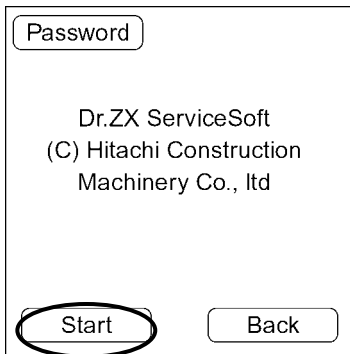 Password
Dr.ZX ServiceSoft
(C) Hitachi Construction
Machinery Co., ltd
Start
Back